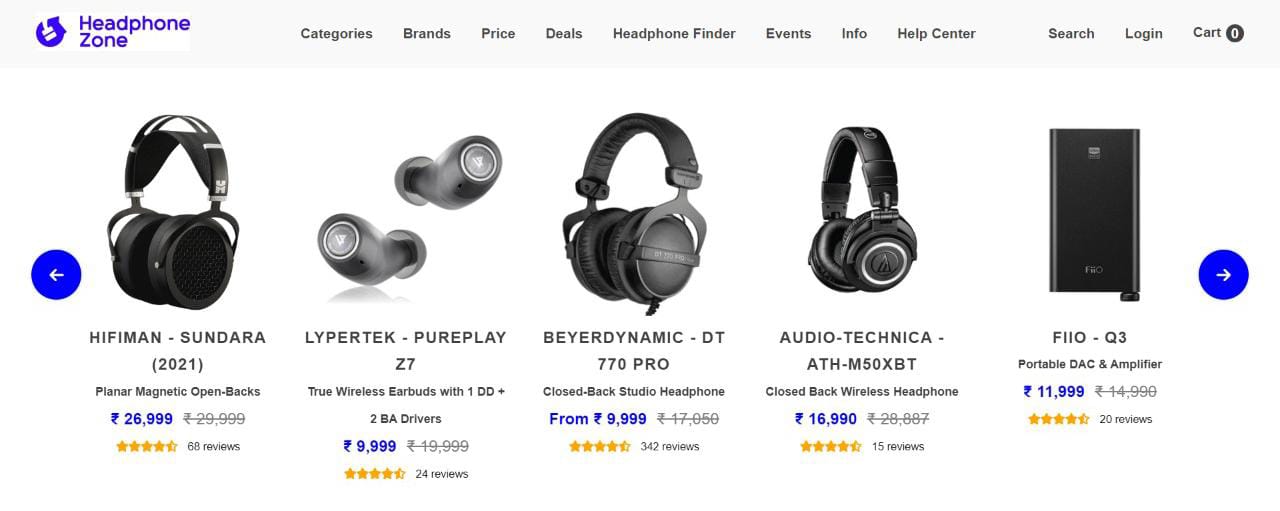 Headphone
Zone
Categories
Brands
Price
Deals
Headphone Finder
Events
Info
Help Center
Search
Login
Cart 0
DT 770 PRO
FiiO
HIFIMAN - SUNDARA
(2021)
Planar Magnetic Open-Backs
₹ 26,999 ₹ 29,999
68 reviews
LYPERTEK - PUREPLAY
Z7
True Wireless Earbuds with 1 DD +
2 BA Drivers
₹ 9,999 ₹ 19,999
24 reviews
BEYERDYNAMIC - DT
770 PRO
Closed-Back Studio Headphone
From ₹ 9,999 ₹ 17,050
342 reviews
AUDIO-TECHNICA -
ATH-M50XBT
Closed Back Wireless Headphone
₹ 16,990 ₹ 28,887
15 reviews
FIIO - Q3
Portable DAC & Amplifier
₹ 11,999 ₹ 14,990
20 reviews